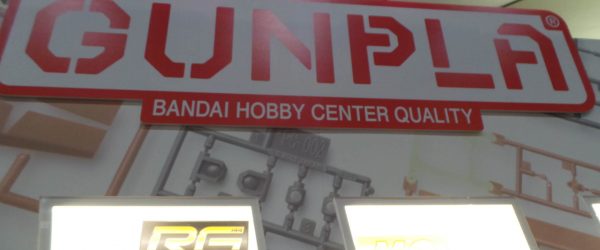 GUNPLA®
BANDAI HOBBY CENTER QUALITY
RG